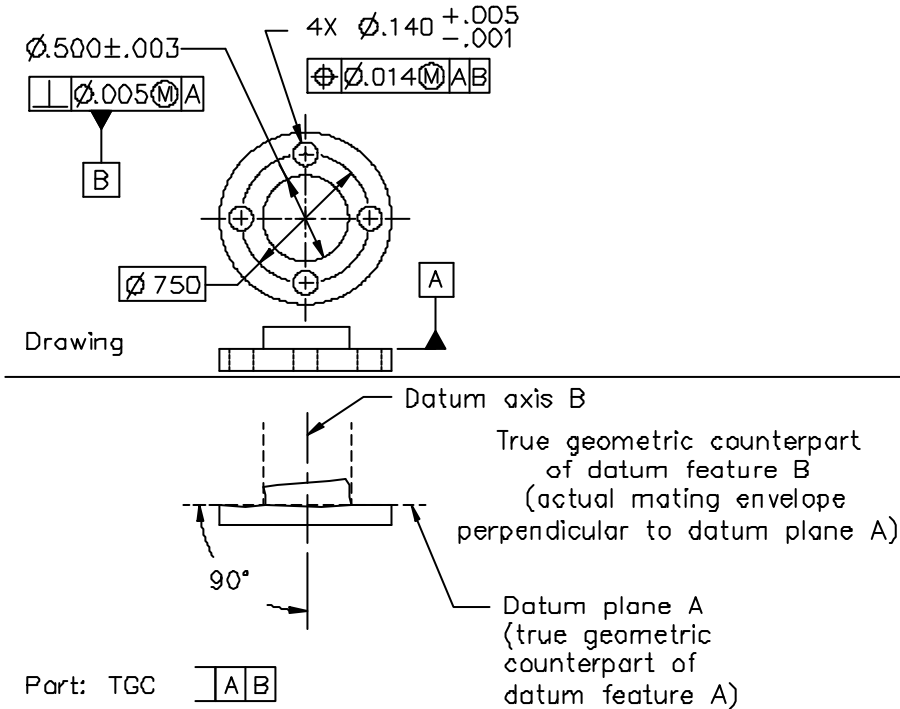 4X Ø.140 +.005 -.001
Ø.500±.003
⌖ Ø.014Ⓜ A B
⊥ Ø.005Ⓜ A
B
Ø 750
A
Drawing
Datum axis B
True geometric counterpart
of datum feature B
(actual mating envelope
perpendicular to datum plane A)
90°
Datum plane A
(true geometric
counterpart of
datum feature A)
Part: TGC A B